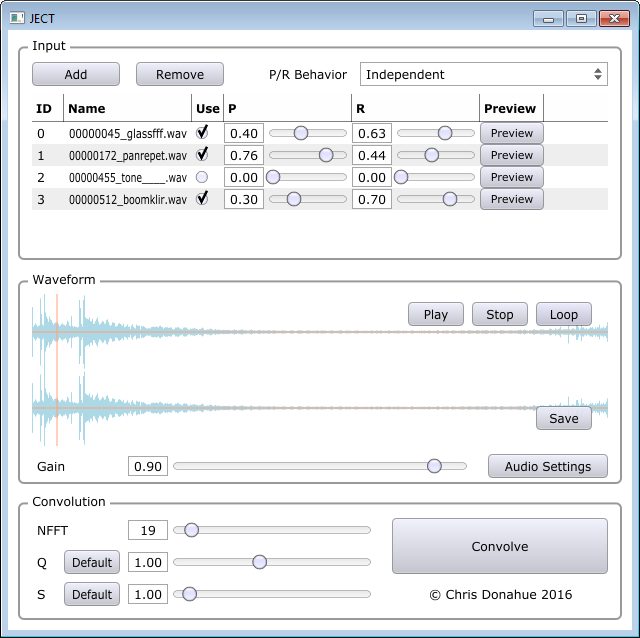 JECT
Input
Add Remove P/R Behavior Independent
ID Name Use P R Preview
0 00000045_glassfff.wav 0.40 0.63 Preview
1 00000172_panrepet.wav 0.76 0.44 Preview
2 00000455_tone____.wav 0.00 0.00 Preview
3 00000512_boomklir.wav 0.30 0.70 Preview
Waveform
Play Stop Loop
Save
Gain 0.90 Audio Settings
Convolution
NFFT 19
Convolve
Q Default 1.00
S Default 1.00 © Chris Donahue 2016